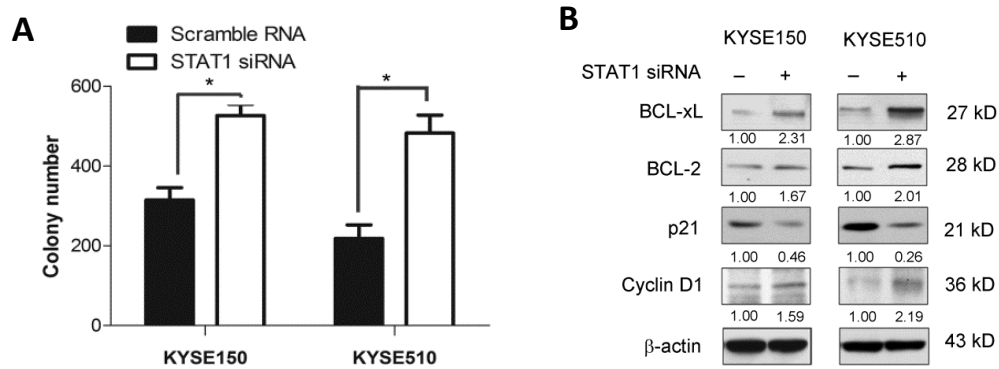 A
Scramble RNA
STAT1 siRNA
600
400
200
0
Colony number
*
*
KYSE150
KYSE510
B
KYSE150 KYSE510
STAT1 siRNA – + – +
BCL-xL 27 kD
1.00 2.31 1.00 2.87
BCL-2 28 kD
1.00 1.67 1.00 2.01
p21 21 kD
1.00 0.46 1.00 0.26
Cyclin D1 36 kD
1.00 1.59 1.00 2.19
β-actin 43 kD